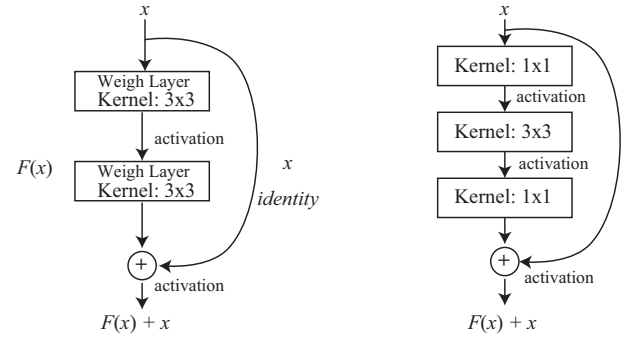 x
Weigh Layer
Kernel: 3x3
activation
F(x)
Weigh Layer
Kernel: 3x3
x
identity
+
activation
F(x) + x
x
Kernel: 1x1
activation
Kernel: 3x3
activation
Kernel: 1x1
+
activation
F(x) + x